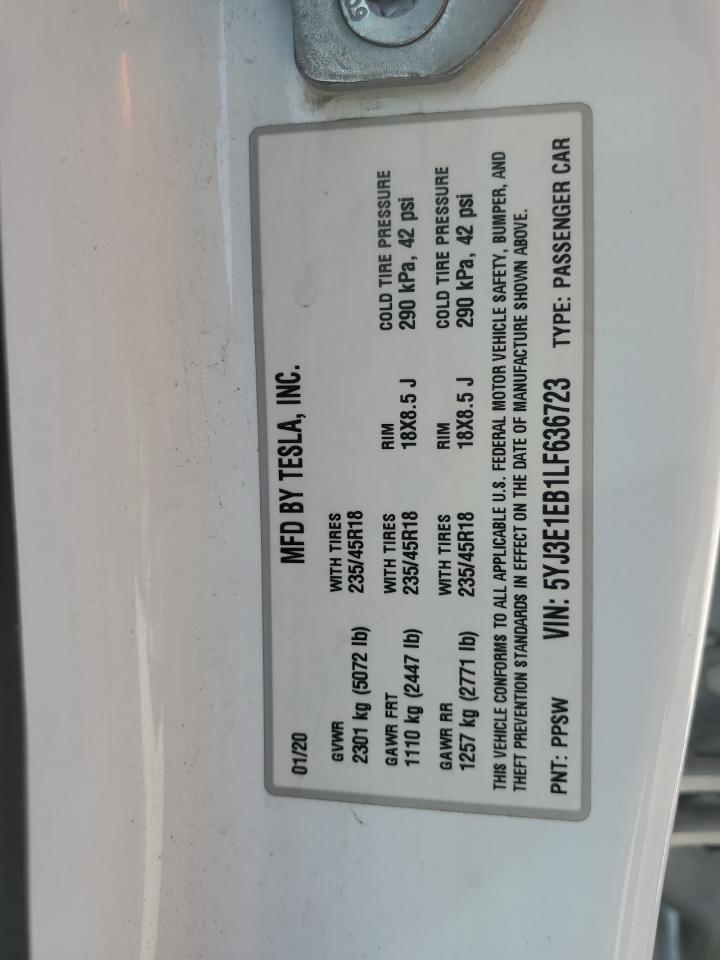 01/20 MFD BY TESLA, INC.
GVWR WITH TIRES
2301 kg (5072 lb) 235/45R18
GAWR FRT WITH TIRES RIM COLD TIRE PRESSURE
1110 kg (2447 lb) 235/45R18 18X8.5 J 290 kPa, 42 psi
GAWR RR WITH TIRES RIM COLD TIRE PRESSURE
1257 kg (2771 lb) 235/45R18 18X8.5 J 290 kPa, 42 psi
THIS VEHICLE CONFORMS TO ALL APPLICABLE U.S. FEDERAL MOTOR VEHICLE SAFETY, BUMPER, AND
THEFT PREVENTION STANDARDS IN EFFECT ON THE DATE OF MANUFACTURE SHOWN ABOVE.
PNT: PPSW VIN: 5YJ3E1EB1LF636723 TYPE: PASSENGER CAR